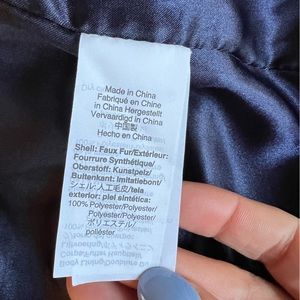 Made in China
Fabriqué en Chine
in China Hergestellt
Vervaardigd in China
中国製
Hecho en China
Shell: Faux Fur/Extérieur:
Fourrure Synthétique/
Oberstoff: Kunstpelz/
Buitenkant: Imitatiebont/
シェル:人工毛皮/tela
exterior: piel sintética:
100% Polyester/Polyester/
Polyester/Polyester/
ポリエステル/
poliéster